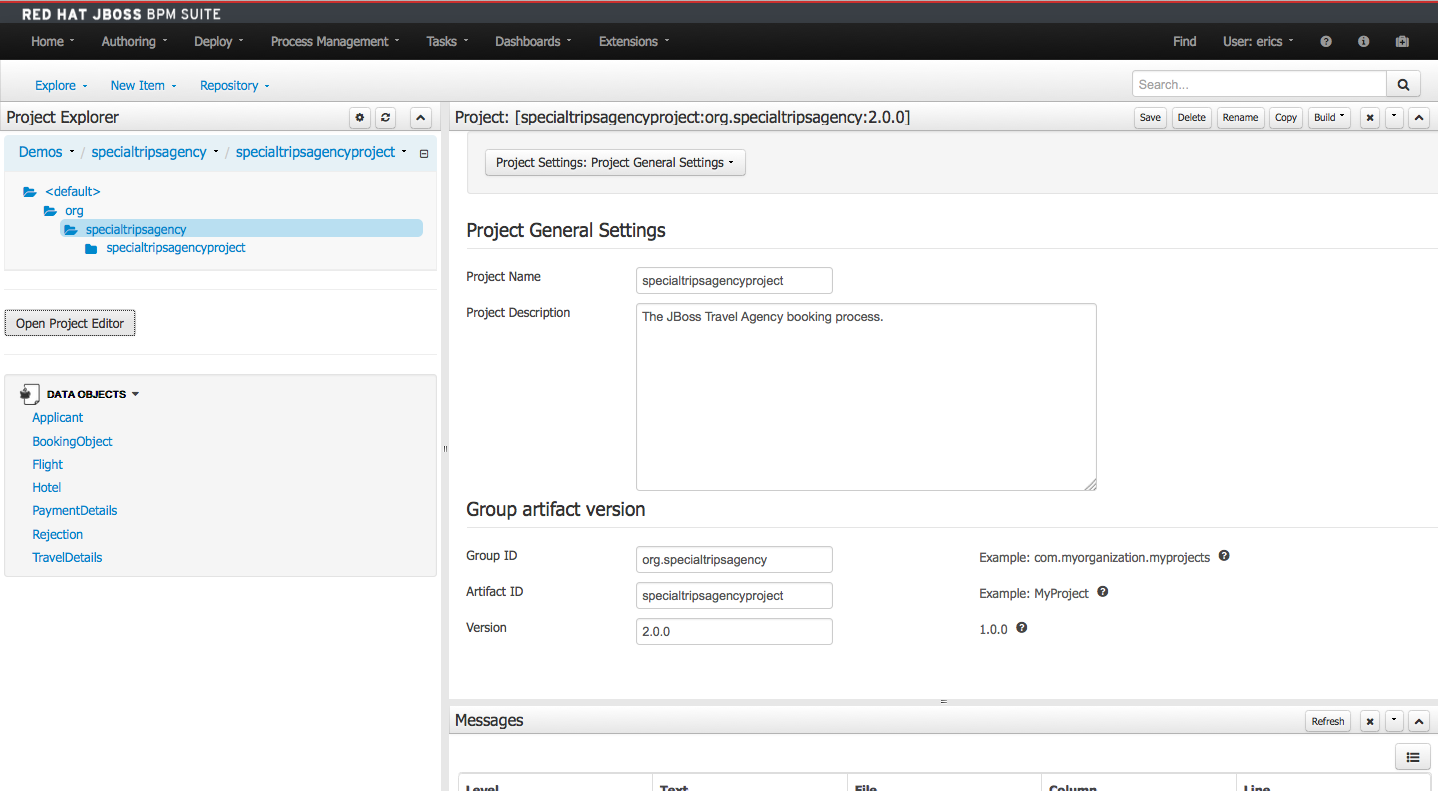 RED HAT JBOSS BPM SUITE
Home Authoring Deploy Process Management Tasks Dashboards Extensions Find User: erics
Explore New Item Repository Search...
Project Explorer
Demos / specialtripsagency / specialtripsagencyproject
<default>
org
specialtripsagency
specialtripsagencyproject
Open Project Editor
DATA OBJECTS
Applicant
BookingObject
Flight
Hotel
PaymentDetails
Rejection
TravelDetails
Project: [specialtripsagencyproject:org.specialtripsagency:2.0.0] Save Delete Rename Copy Build
Project Settings: Project General Settings
Project General Settings
Project Name specialtripsagencyproject
Project Description The JBoss Travel Agency booking process.
Group artifact version
Group ID org.specialtripsagency Example: com.myorganization.myprojects
Artifact ID specialtripsagencyproject Example: MyProject
Version 2.0.0 1.0.0
Messages Refresh
Level Text File Column Line